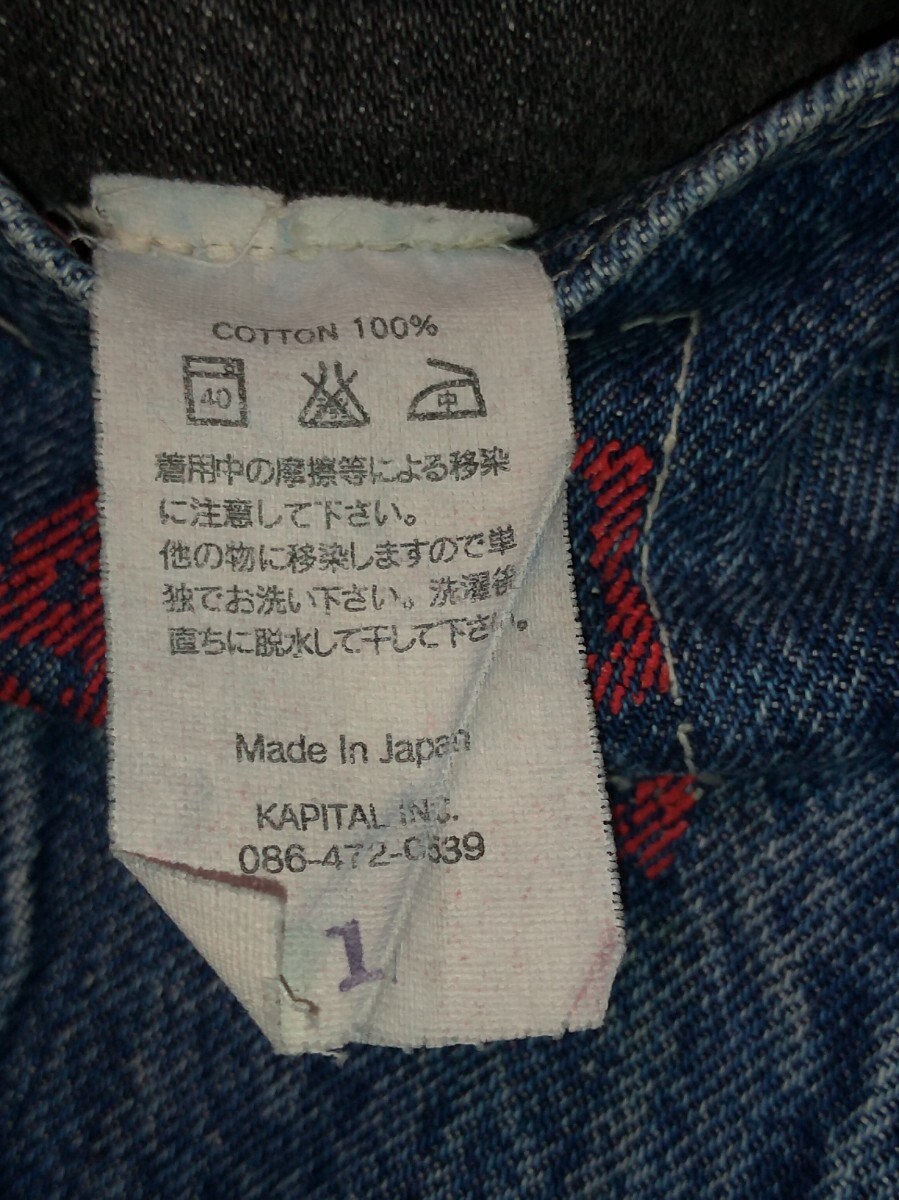 COTTON 100%
40
中
着用中の摩擦等による移染
に注意して下さい。
他の物に移染しますので単
独でお洗い下さい。洗濯後
直ちに脱水して干して下さい。
Made In Japan
KAPITAL INC.
086-472-0539
1